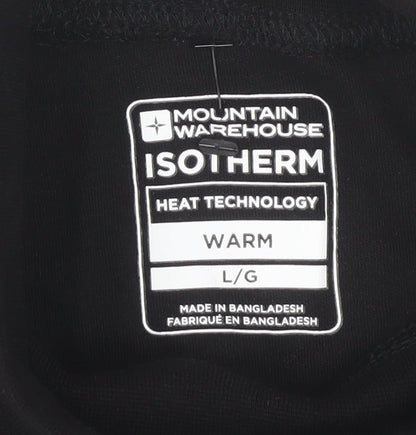 MOUNTAIN
WAREHOUSE
ISOTHERM
HEAT TECHNOLOGY
WARM
L/G
MADE IN BANGLADESH
FABRIQUÉ EN BANGLADESH